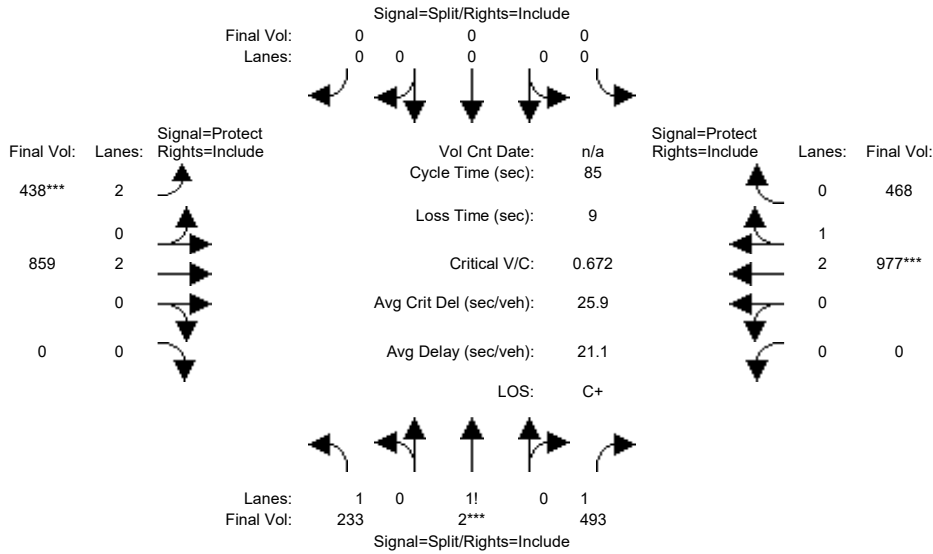 Signal=Split/Rights=Include
Final Vol: 0 0 0
Lanes: 0 0 0 0 0
Signal=Protect Signal=Protect
Final Vol: Lanes: Rights=Include Vol Cnt Date: n/a Rights=Include Lanes: Final Vol:
Cycle Time (sec): 85
438*** 2 0 468
Loss Time (sec): 9
0 1
859 2 Critical V/C: 0.672 2 977***
0 Avg Crit Del (sec/veh): 25.9 0
0 0 Avg Delay (sec/veh): 21.1 0 0
LOS: C+
Lanes: 1 0 1! 0 1
Final Vol: 233 2*** 493
Signal=Split/Rights=Include